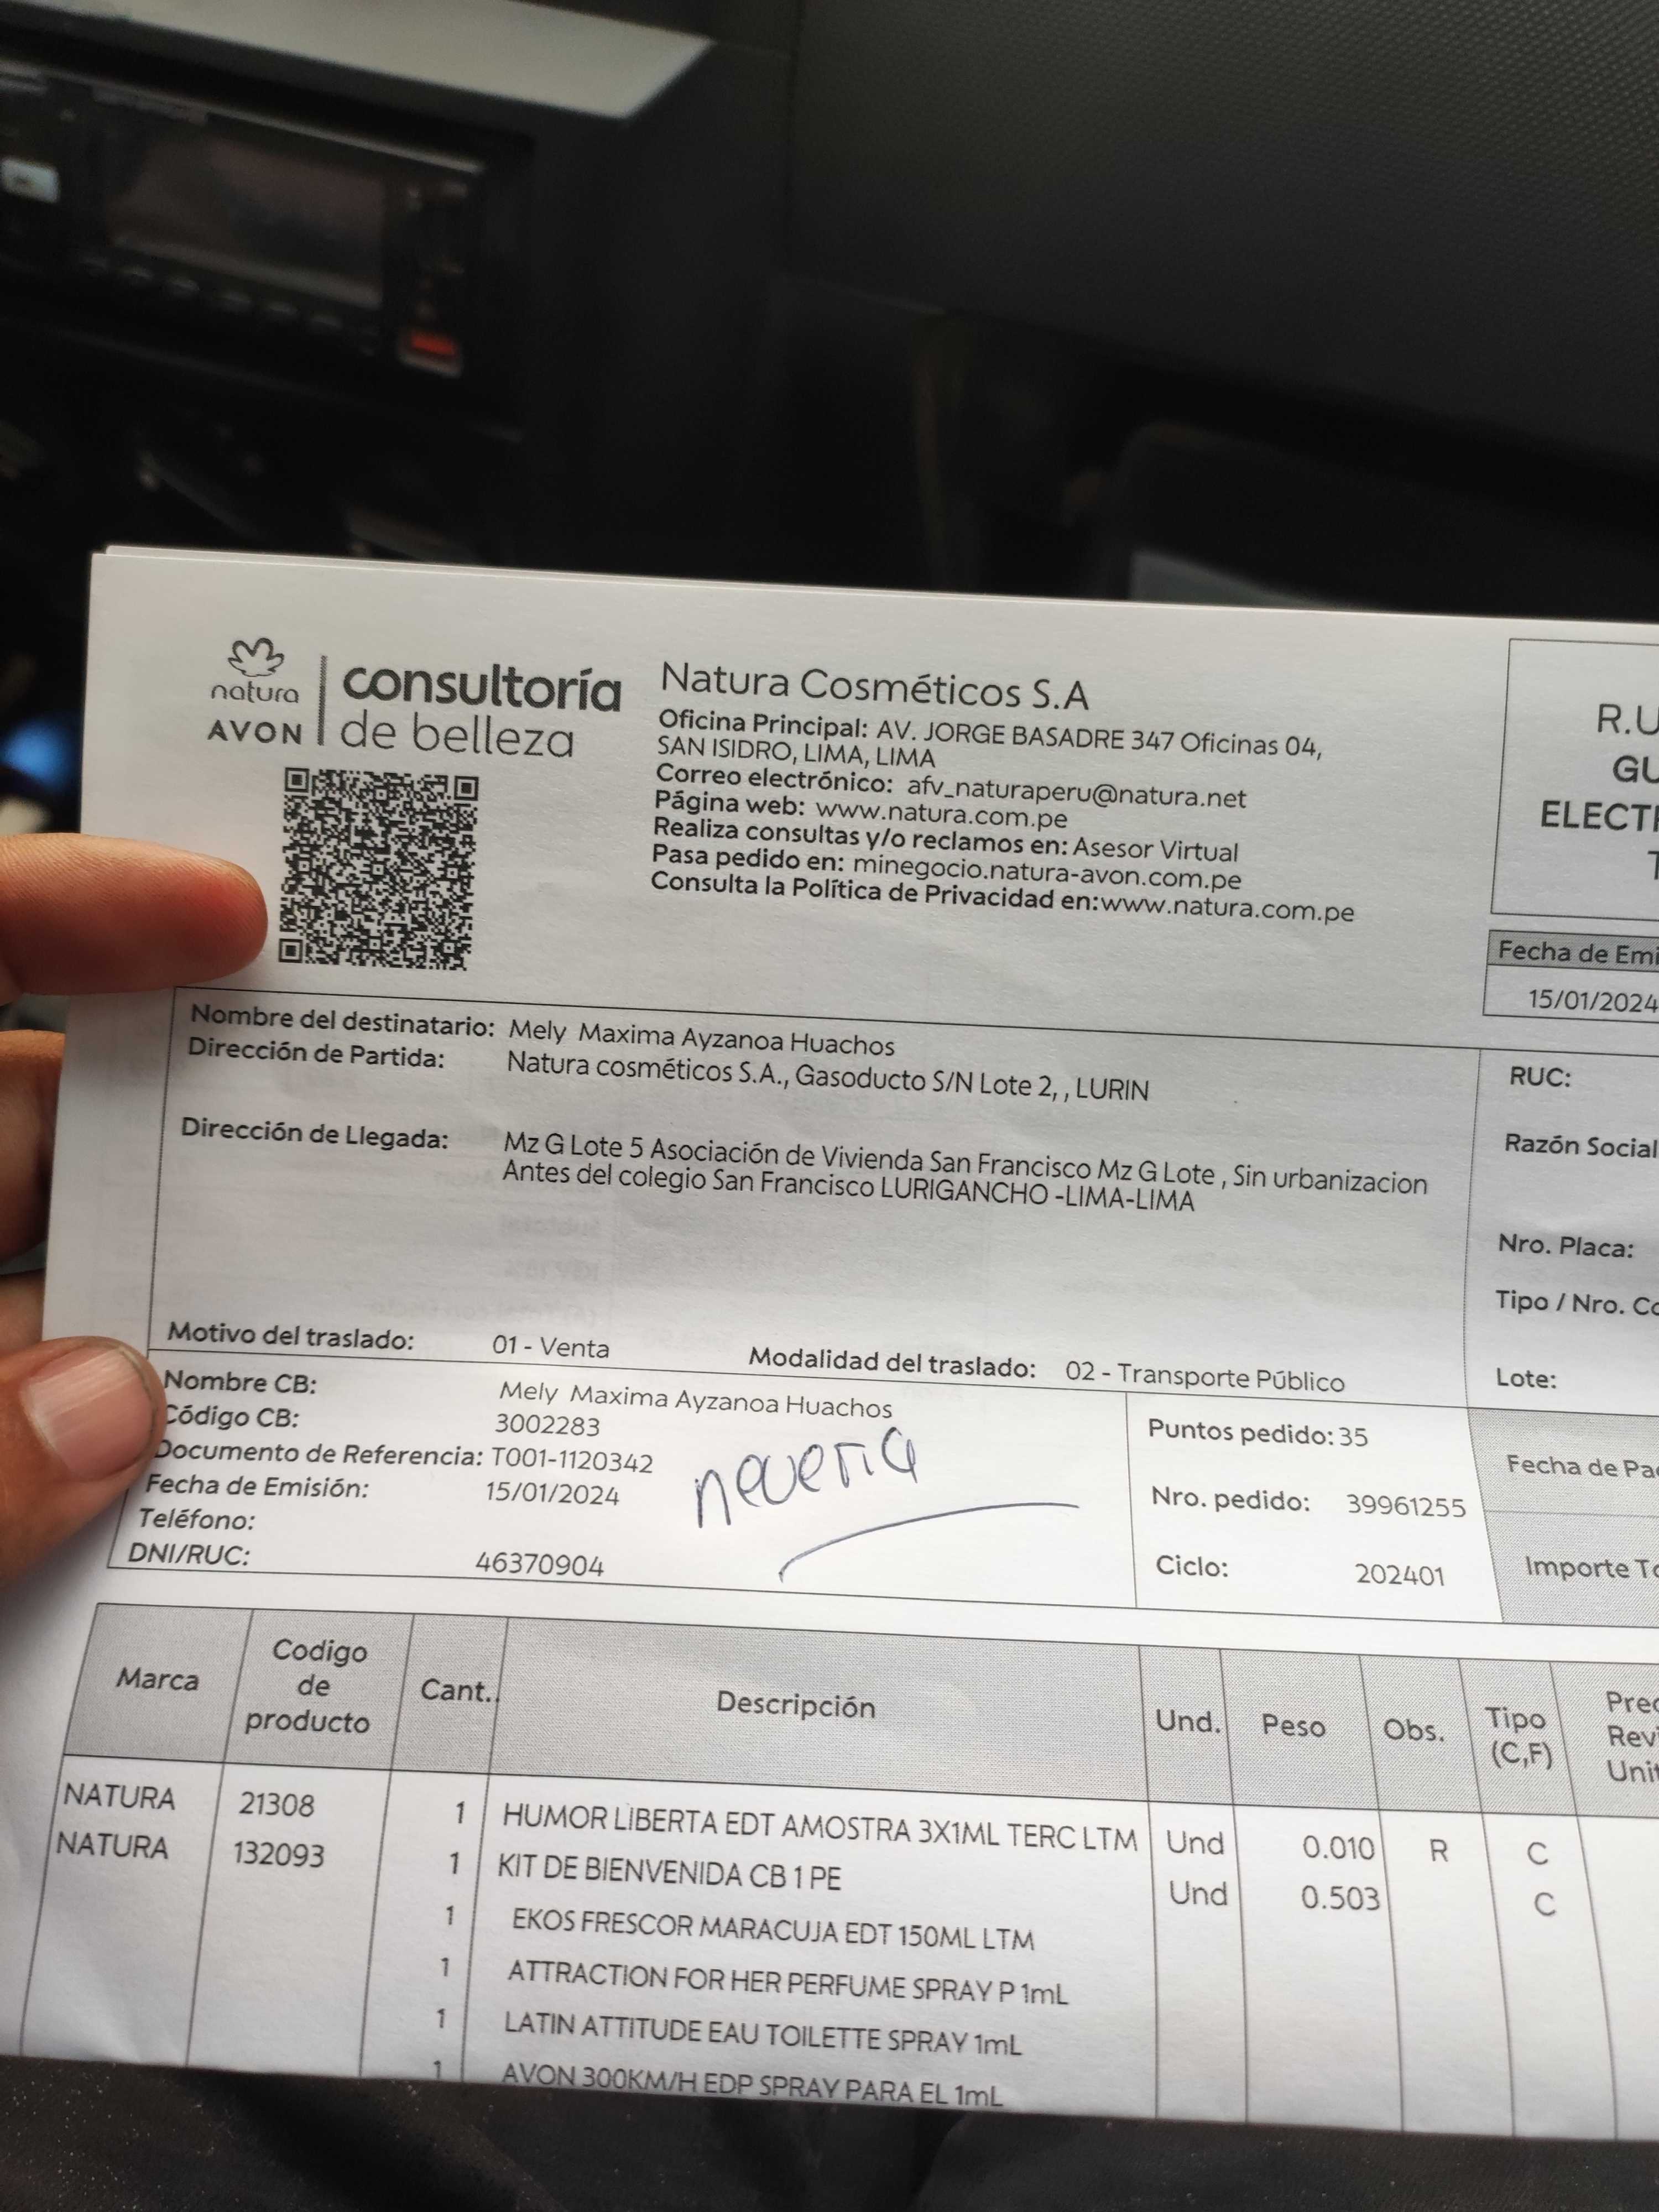 natura
AVON
consultoría
de belleza
Natura Cosméticos S.A
Oficina Principal: AV. JORGE BASADRE 347 Oficinas 04,
SAN ISIDRO, LIMA, LIMA
Correo electrónico: afv_naturaperu@natura.net
Página web: www.natura.com.pe
Realiza consultas y/o reclamos en: Asesor Virtual
Pasa pedido en: minegocio.natura-avon.com.pe
Consulta la Política de Privacidad en:www.natura.com.pe
R.U
GU
ELECT
Fecha de Emi
15/01/2024
Nombre del destinatario: Mely Maxima Ayzanoa Huachos
Dirección de Partida: Natura cosméticos S.A., Gasoducto S/N Lote 2, , LURIN
Dirección de Llegada: Mz G Lote 5 Asociación de Vivienda San Francisco Mz G Lote , Sin urbanizacion
Antes del colegio San Francisco LURIGANCHO -LIMA-LIMA
RUC:
Razón Social
Nro. Placa:
Tipo / Nro. Co
Lote:
Motivo del traslado: 01 - Venta Modalidad del traslado: 02 - Transporte Público
Nombre CB: Mely Maxima Ayzanoa Huachos
Código CB: 3002283
Documento de Referencia: T001-1120342
Fecha de Emisión: 15/01/2024
Teléfono:
DNI/RUC: 46370904
Puntos pedido: 35
Nro. pedido: 39961255
Ciclo: 202401
Fecha de Pa
Importe To
Marca Codigo de producto Cant. Descripción Und. Peso Obs. Tipo (C,F) Prec Revi Unit
NATURA 21308 1 HUMOR LIBERTA EDT AMOSTRA 3X1ML TERC LTM Und 0.010 R C
NATURA 132093 1 KIT DE BIENVENIDA CB 1 PE Und 0.503 C
1 EKOS FRESCOR MARACUJA EDT 150ML LTM
1 ATTRACTION FOR HER PERFUME SPRAY P 1mL
1 LATIN ATTITUDE EAU TOILETTE SPRAY 1mL
1 AVON 300KM/H EDP SPRAY PARA EL 1mL